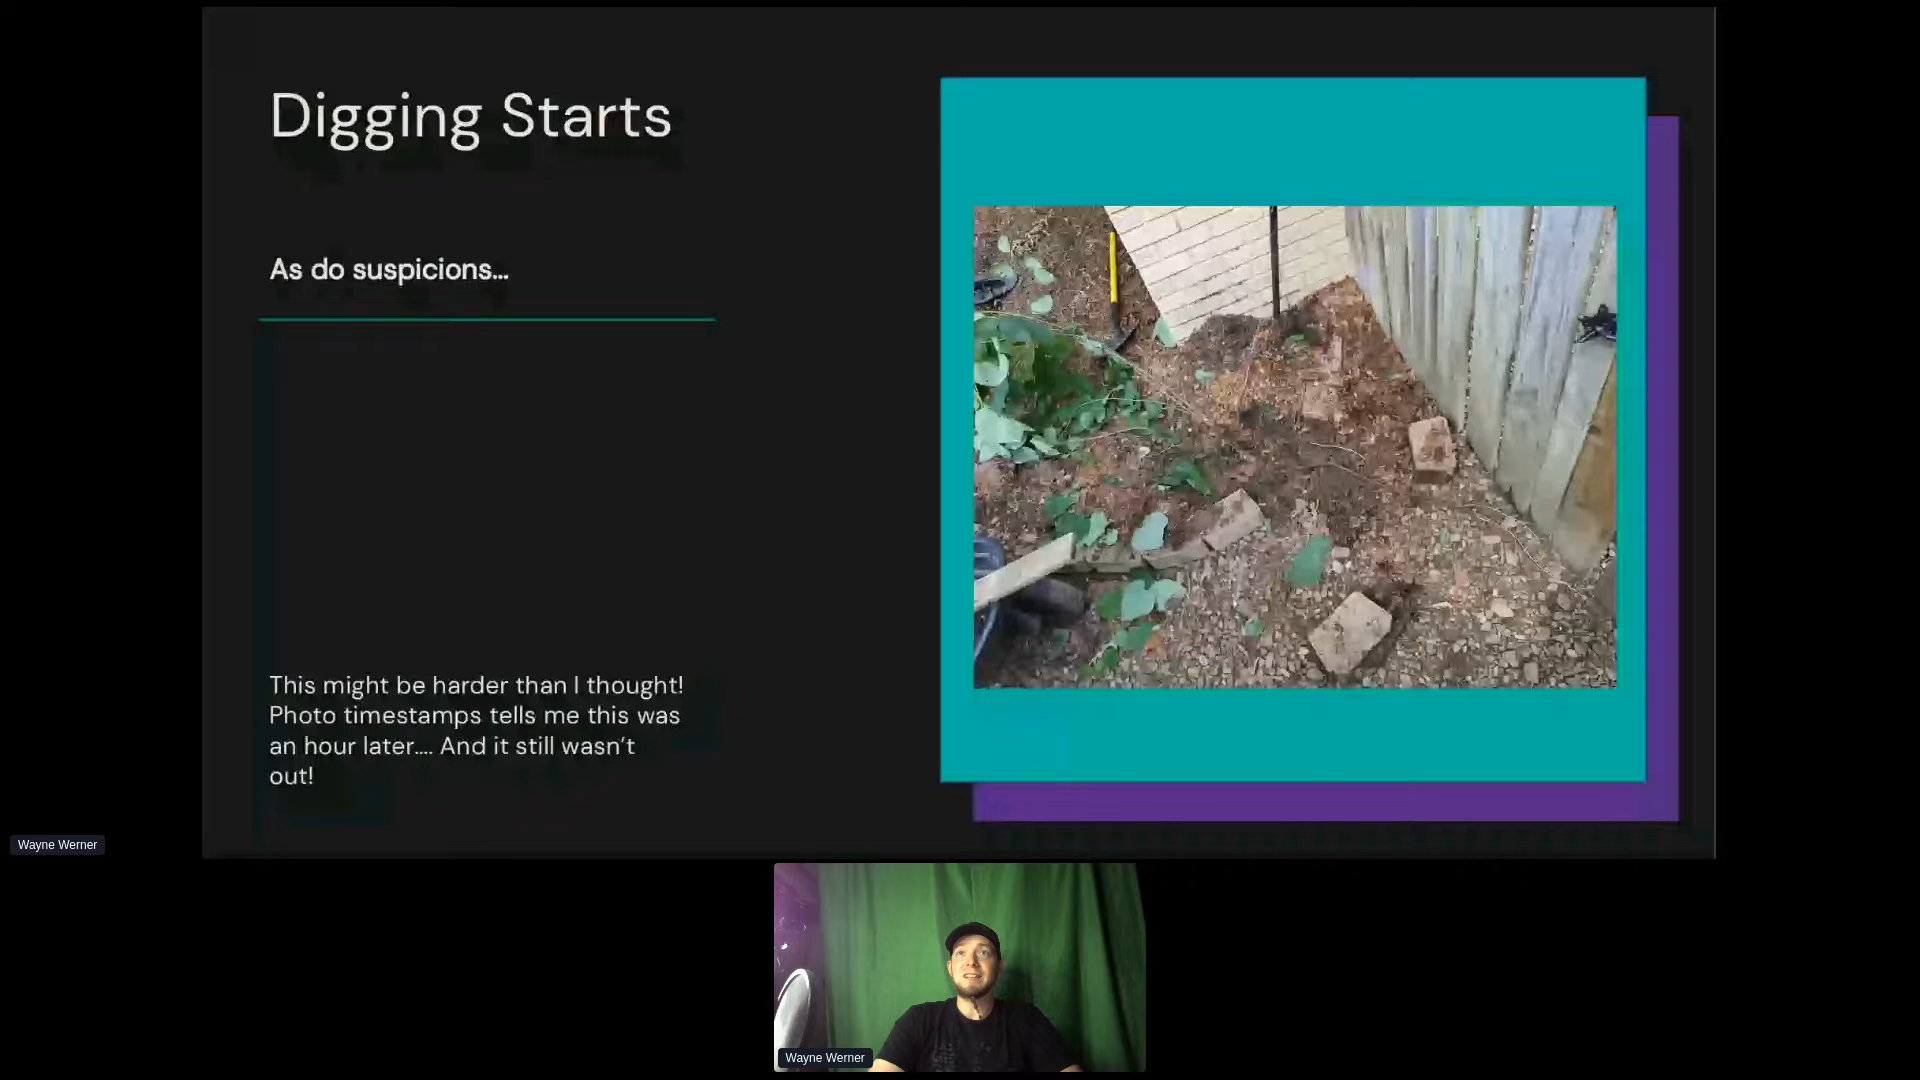 Digging Starts
As do suspicions...
This might be harder than I thought!
Photo timestamps tells me this was
an hour later.... And it still wasn't
out!
Wayne Werner
Wayne Werner